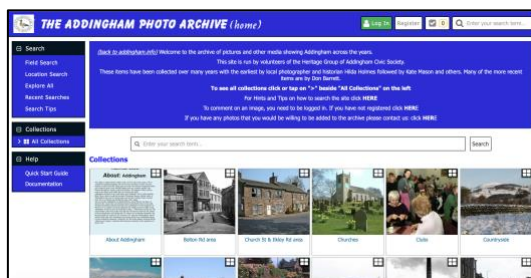 THE ADDINGHAM PHOTO ARCHIVE (home)
Log In
Register
0
Enter your search term...
Search
Field Search
Location Search
Explore All
Recent Searches
Search Tips
Collections
> All Collections
Help
Quick Start Guide
Documentation
(back to addingham.info) Welcome to the archive of pictures and other media showing Addingham across the years.
This site is run by volunteers of the Heritage Group of Addingham Civic Society.
These items have been collected over many years with the earliest by local photographer and historian Hilda Holmes followed by Kate Mason and others. Many of the more recent
items are by Don Barrett.
To see all collections click or tap on ">" beside "All Collections" on the left
For Hints and Tips on how to search the site click HERE
To comment on an image, you need to be logged in. If you have not registered click HERE!
If you have any photos that you would be willing to be added to the archive please contact us: click HERE!
Enter your search term...
Search
Collections
About: Addingham
About Addingham
Bolton Rd area
Church St & Ilkley Rd area
Churches
Clubs
Countryside